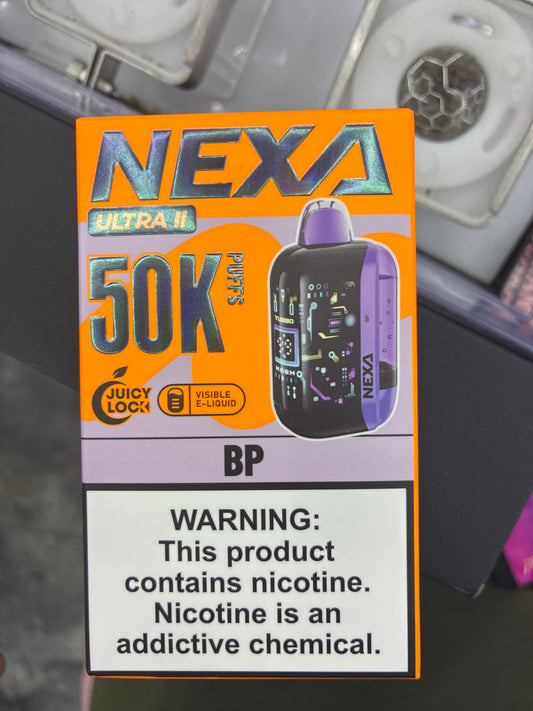 NEXA
ULTRA II
50K
PUFFS
TURBO
NORM
BP
NEXA
JUICY
LOCK
VISIBLE
E-LIQUID
BP
WARNING:
This product
contains nicotine.
Nicotine is an
addictive chemical.